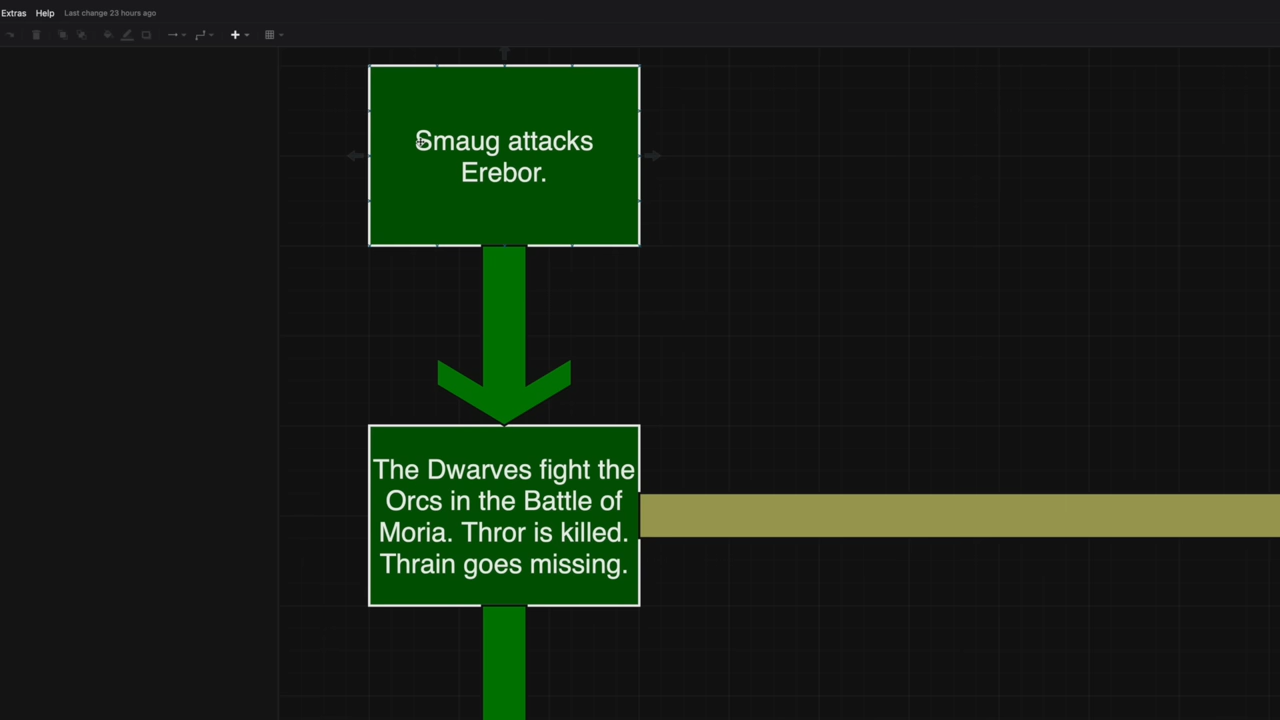 Extras Help Last change 23 hours ago
Smaug attacks
Erebor.
The Dwarves fight the
Orcs in the Battle of
Moria. Thror is killed.
Thrain goes missing.